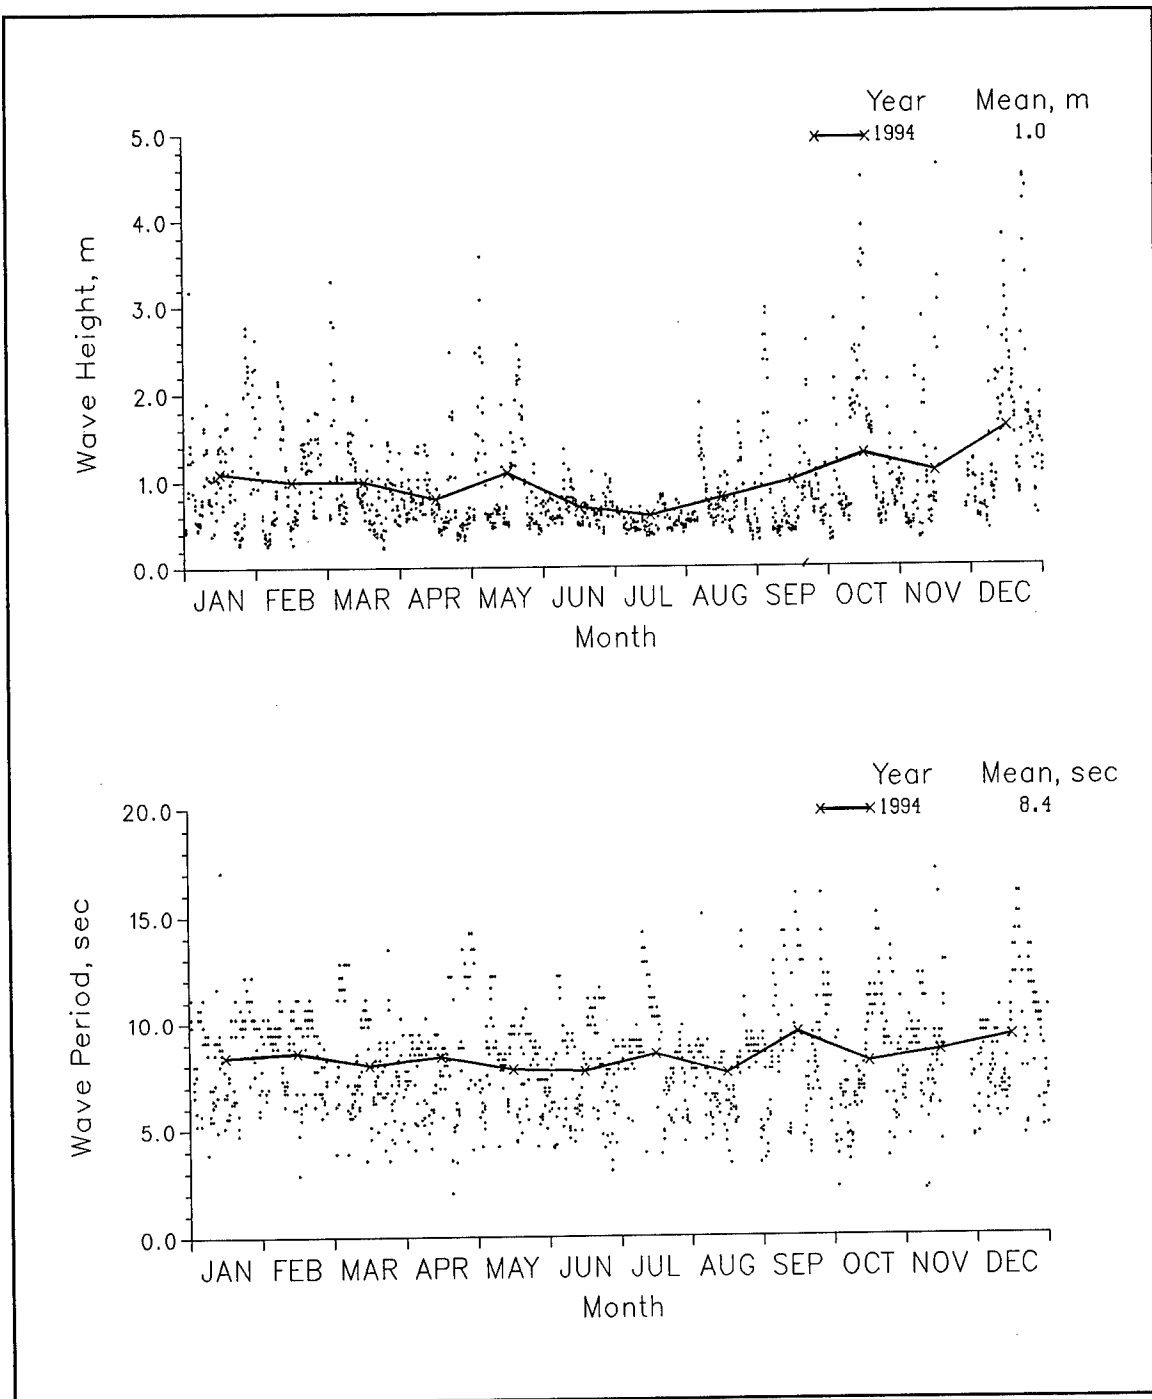 Year Mean, m
1994 1.0
5.0
4.0
3.0
2.0
1.0
0.0
Wave Height, m
JAN FEB MAR APR MAY JUN JUL AUG SEP OCT NOV DEC
Month
Year Mean, sec
1994 8.4
20.0
15.0
10.0
5.0
0.0
Wave Period, sec
JAN FEB MAR APR MAY JUN JUL AUG SEP OCT NOV DEC
Month